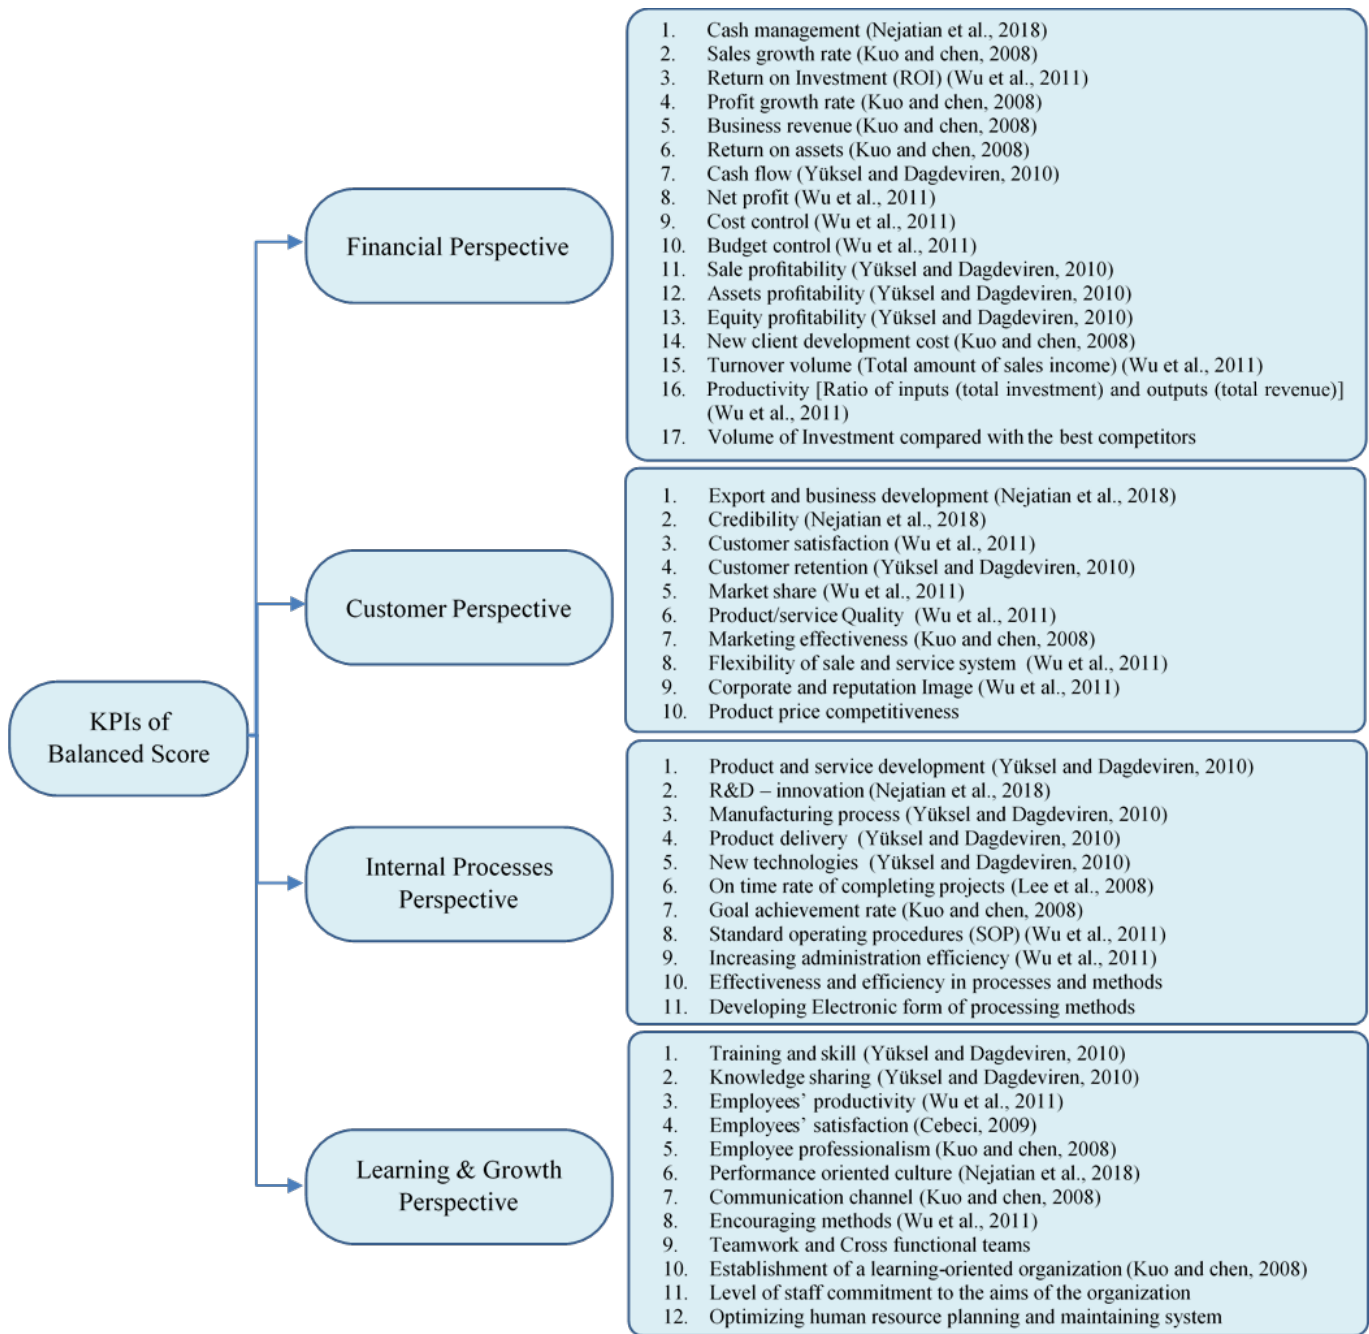 KPIs of
Balanced Score
Financial Perspective
1. Cash management (Nejatian et al., 2018)
2. Sales growth rate (Kuo and chen, 2008)
3. Return on Investment (ROI) (Wu et al., 2011)
4. Profit growth rate (Kuo and chen, 2008)
5. Business revenue (Kuo and chen, 2008)
6. Return on assets (Kuo and chen, 2008)
7. Cash flow (Yüksel and Dagdeviren, 2010)
8. Net profit (Wu et al., 2011)
9. Cost control (Wu et al., 2011)
10. Budget control (Wu et al., 2011)
11. Sale profitability (Yüksel and Dagdeviren, 2010)
12. Assets profitability (Yüksel and Dagdeviren, 2010)
13. Equity profitability (Yüksel and Dagdeviren, 2010)
14. New client development cost (Kuo and chen, 2008)
15. Turnover volume (Total amount of sales income) (Wu et al., 2011)
16. Productivity [Ratio of inputs (total investment) and outputs (total revenue)]
(Wu et al., 2011)
17. Volume of Investment compared with the best competitors
Customer Perspective
1. Export and business development (Nejatian et al., 2018)
2. Credibility (Nejatian et al., 2018)
3. Customer satisfaction (Wu et al., 2011)
4. Customer retention (Yüksel and Dagdeviren, 2010)
5. Market share (Wu et al., 2011)
6. Product/service Quality (Wu et al., 2011)
7. Marketing effectiveness (Kuo and chen, 2008)
8. Flexibility of sale and service system (Wu et al., 2011)
9. Corporate and reputation Image (Wu et al., 2011)
10. Product price competitiveness
Internal Processes
Perspective
1. Product and service development (Yüksel and Dagdeviren, 2010)
2. R&D – innovation (Nejatian et al., 2018)
3. Manufacturing process (Yüksel and Dagdeviren, 2010)
4. Product delivery (Yüksel and Dagdeviren, 2010)
5. New technologies (Yüksel and Dagdeviren, 2010)
6. On time rate of completing projects (Lee et al., 2008)
7. Goal achievement rate (Kuo and chen, 2008)
8. Standard operating procedures (SOP) (Wu et al., 2011)
9. Increasing administration efficiency (Wu et al., 2011)
10. Effectiveness and efficiency in processes and methods
11. Developing Electronic form of processing methods
Learning & Growth
Perspective
1. Training and skill (Yüksel and Dagdeviren, 2010)
2. Knowledge sharing (Yüksel and Dagdeviren, 2010)
3. Employees’ productivity (Wu et al., 2011)
4. Employees’ satisfaction (Cebeci, 2009)
5. Employee professionalism (Kuo and chen, 2008)
6. Performance oriented culture (Nejatian et al., 2018)
7. Communication channel (Kuo and chen, 2008)
8. Encouraging methods (Wu et al., 2011)
9. Teamwork and Cross functional teams
10. Establishment of a learning-oriented organization (Kuo and chen, 2008)
11. Level of staff commitment to the aims of the organization
12. Optimizing human resource planning and maintaining system